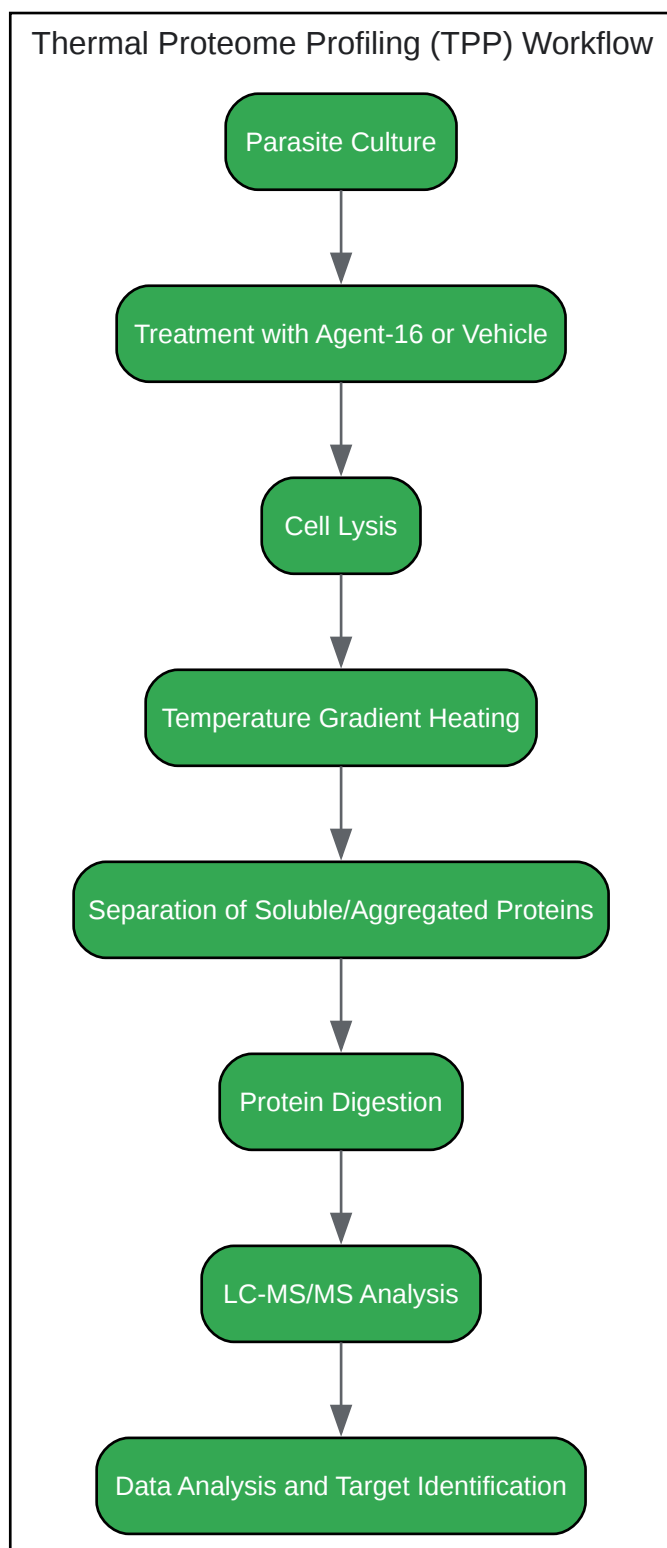 Thermal Proteome Profiling (TPP) Workflow
Parasite Culture
Treatment with Agent-16 or Vehicle
Cell Lysis
Temperature Gradient Heating
Separation of Soluble/Aggregated Proteins
Protein Digestion
LC-MS/MS Analysis
Data Analysis and Target Identification